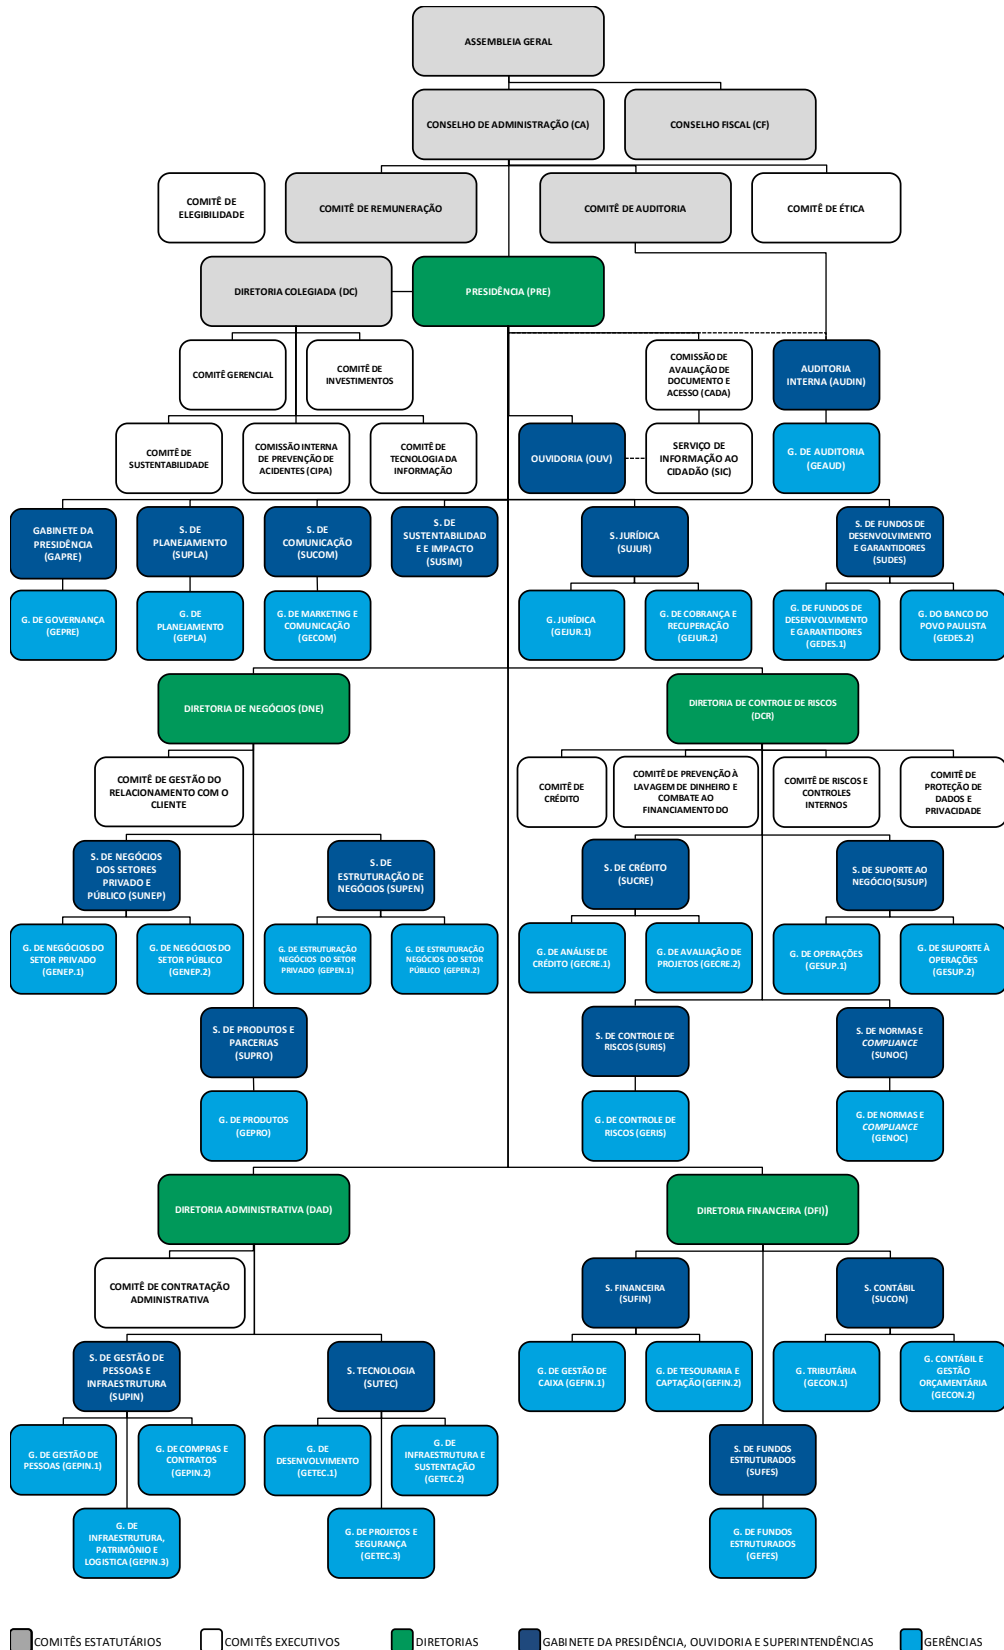 ASSEMBLEIA GERAL
CONSELHO DE ADMINISTRAÇÃO (CA)
CONSELHO FISCAL (CF)
COMITÊ DE
ELEGIBILIDADE
COMITÊ DE REMUNERAÇÃO
COMITÊ DE AUDITORIA
COMITÊ DE ÉTICA
DIRETORIA COLEGIADA (DC)
PRESIDÊNCIA (PRE)
COMITÊ GERENCIAL
COMITÊ DE
INVESTIMENTOS
COMISSÃO DE
AVALIAÇÃO DE
DOCUMENTO E
ACESSO (CADA)
AUDITORIA
INTERNA (AUDIN)
COMITÊ DE
SUSTENTABILIDADE
COMISSÃO INTERNA
DE PREVENÇÃO DE
ACIDENTES (CIPA)
COMITÊ DE
TECNOLOGIA DA
INFORMAÇÃO
OUVIDORIA (OUV)
SERVIÇO DE
INFORMAÇÃO AO
CIDADÃO (SIC)
G. DE AUDITORIA
(GEAUD)
GABINETE DA
PRESIDÊNCIA
(GAPRE)
S. DE
PLANEJAMENTO
(SUPLA)
S. DE
COMUNICAÇÃO
(SUCOM)
S. DE
SUSTENTABILIDAD
E E IMPACTO
(SUSIM)
S. JURÍDICA
(SUJUR)
S. DE FUNDOS DE
DESENVOLVIMENTO
E GARANTIDORES
(SUDES)
G. DE GOVERNANÇA
(GEPRE)
G. DE
PLANEJAMENTO
(GEPLA)
G. DE MARKETING E
COMUNICAÇÃO
(GECOM)
G. JURÍDICA
(GEJUR.1)
G. DE COBRANÇA E
RECUPERAÇÃO
(GEJUR.2)
G. DE FUNDOS DE
DESENVOLVIMENTO
E GARANTIDORES
(GEDES.1)
G. DO BANCO DO
POVO PAULISTA
(GEDES.2)
DIRETORIA DE NEGÓCIOS (DNE)
DIRETORIA DE CONTROLE DE RISCOS
(DCR)
COMITÊ DE GESTÃO DO
RELACIONAMENTO COM O
CLIENTE
COMITÊ DE
CRÉDITO
COMITÊ DE PREVENÇÃO À
LAVAGEM DE DINHEIRO E
COMBATE AO
FINANCIAMENTO DO
COMITÊ DE RISCOS E
CONTROLES
INTERNOS
COMITÊ DE
PROTEÇÃO DE
DADOS E
PRIVACIDADE
S. DE NEGÓCIOS
DOS SETORES
PRIVADO E
PÚBLICO (SUNEP)
S. DE
ESTRUTURAÇÃO DE
NEGÓCIOS (SUPEN)
S. DE CRÉDITO
(SUCRE)
S. DE SUPORTE AO
NEGÓCIO (SUSUP)
G. DE NEGÓCIOS DO
SETOR PRIVADO
(GENEP.1)
G. DE NEGÓCIOS DO
SETOR PÚBLICO
(GENEP.2)
G. DE ESTRUTURAÇÃO
NEGÓCIOS DO SETOR
PRIVADO (GEPEN.1)
G. DE ESTRUTURAÇÃO
NEGÓCIOS DO SETOR
PÚBLICO (GEPEN.2)
G. DE ANÁLISE DE
CRÉDITO (GECRE.1)
G. DE AVALIAÇÃO DE
PROJETOS (GECRE.2)
G. DE OPERAÇÕES
(GESUP.1)
G. DE SIUPORTE À
OPERAÇÕES
(GESUP.2)
S. DE PRODUTOS E
PARCERIAS
(SUPRO)
S. DE CONTROLE DE
RISCOS (SURIS)
S. DE NORMAS E
COMPLIANCE
(SUNOC)
G. DE PRODUTOS
(GEPRO)
G. DE CONTROLE DE
RISCOS (GERIS)
G. DE NORMAS E
COMPLIANCE
(GENOC)
DIRETORIA ADMINISTRATIVA (DAD)
DIRETORIA FINANCEIRA (DFI))
COMITÊ DE CONTRATAÇÃO
ADMINISTRATIVA
S. FINANCEIRA
(SUFIN)
S. CONTÁBIL
(SUCON)
S. DE GESTÃO DE
PESSOAS E
INFRAESTRUTURA
(SUPIN)
S. TECNOLOGIA
(SUTEC)
G. DE GESTÃO DE
CAIXA (GEFIN.1)
G. DE TESOURARIA E
CAPTAÇÃO (GEFIN.2)
G. TRIBUTÁRIA
(GECON.1)
G. CONTÁBIL E
GESTÃO
ORÇAMENTÁRIA
(GECON.2)
G. DE GESTÃO DE
PESSOAS (GEPIN.1)
G. DE COMPRAS E
CONTRATOS
(GEPIN.2)
G. DE
DESENVOLVIMENTO
(GETEC.1)
G. DE
INFRAESTRUTURA E
SUSTENTAÇÃO
(GETEC.2)
S. DE FUNDOS
ESTRUTURADOS
(SUFES)
G. DE
INFRAESTRUTURA,
PATRIMÔNIO E
LOGISTICA (GEPIN.3)
G. DE PROJETOS E
SEGURANÇA
(GETEC.3)
G. DE FUNDOS
ESTRUTURADOS
(GEFES)
COMITÊS ESTATUTÁRIOS
COMITÊS EXECUTIVOS
DIRETORIAS
GABINETE DA PRESIDÊNCIA, OUVIDORIA E SUPERINTENDÊNCIAS
GERÊNCIAS